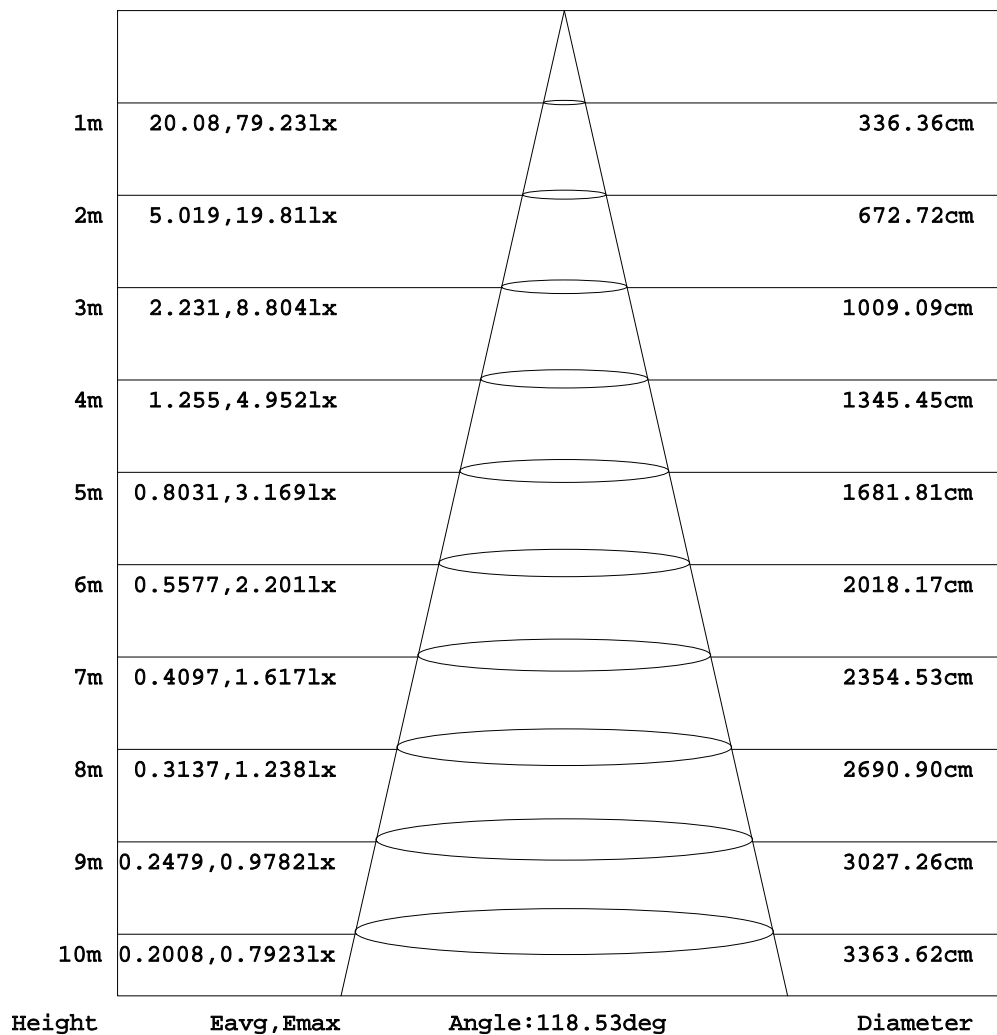 1m 20.08,79.23lx 336.36cm
2m 5.019,19.81lx 672.72cm
3m 2.231,8.804lx 1009.09cm
4m 1.255,4.952lx 1345.45cm
5m 0.8031,3.169lx 1681.81cm
6m 0.5577,2.201lx 2018.17cm
7m 0.4097,1.617lx 2354.53cm
8m 0.3137,1.238lx 2690.90cm
9m 0.2479,0.9782lx 3027.26cm
10m 0.2008,0.7923lx 3363.62cm
Height Eavg,Emax Angle:118.53deg Diameter